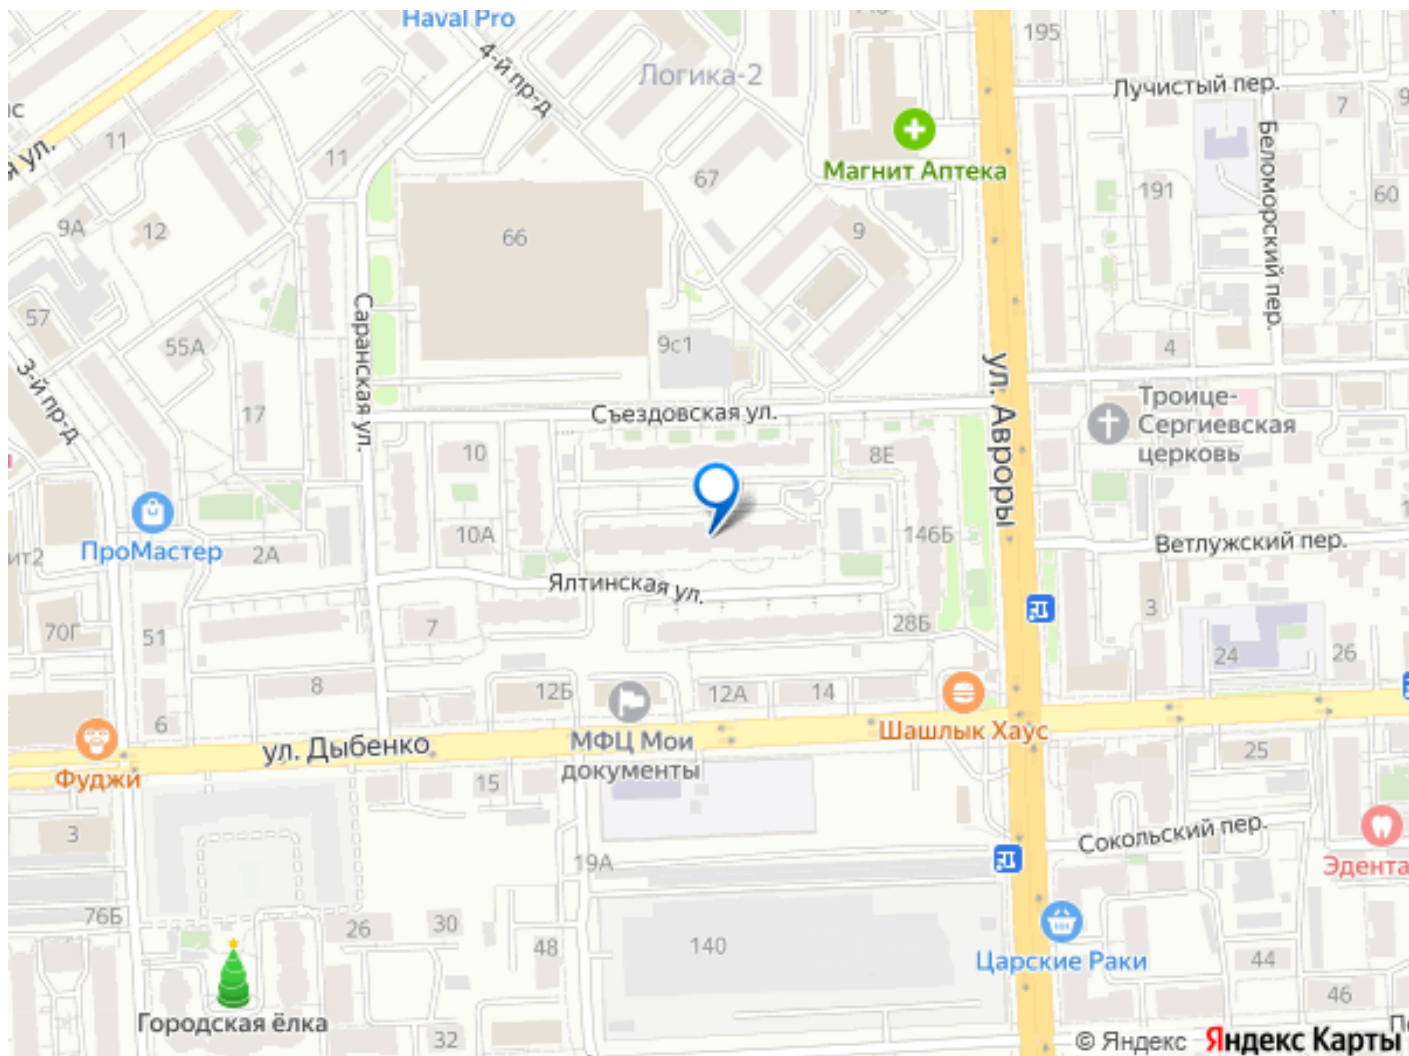 Haval Pro
4-й пр-д
Логика-2
195
Лучистый пер.
7
11
11
я ул.
Магнит Аптека
67
191
Беломорский пер.
60
9А
12
66
9
57
55А
Саранская ул.
9с1
4
3-й пр-д
17
ул. Авроры
Съездовская ул.
Троице-
Сергиевская
церковь
10
8Е
ПроМастер
2А
10А
146Б
Ветлужский пер.
ит2
Ялтинская ул.
70Г
51
7
28Б
3
24
26
8
12Б
12А
14
6
Шашлык Хаус
ул. Дыбенко
МФЦ Мои
документы
Фуджи
15
25
3
19А
Сокольский пер.
Эдента
76Б
26
30
48
140
Царские Раки
44
46
Городская ёлка
32
© Яндекс
Яндекс Карты